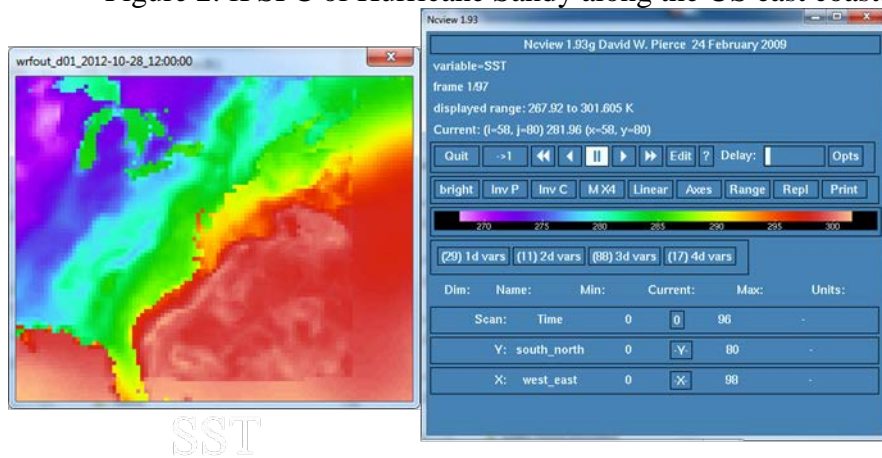 Figure 2: IPSPC of Hurricane Sandy along the US east coast
Ncview 1.93
wrfout_d01_2012-10-28_12:00:00
Ncview 1.93g David W. Pierce 24 February 2009
variable=SST
frame 1/97
displayed range: 267.92 to 301.605 K
Current: (i=58, j=80) 281.96 (x=58, y=80)
Quit ->1 Edit ? Delay: Opts
bright Inv P Inv C M X4 Linear Axes Range Repl Print
270 275 280 285 290 295 300
(29) 1d vars (11) 2d vars (88) 3d vars (17) 4d vars
Dim: Name: Min: Current: Max: Units:
Scan: Time 0 0 96 -
Y: south_north 0 -Y- 80 -
X: west_east 0 -X- 98 -
SST